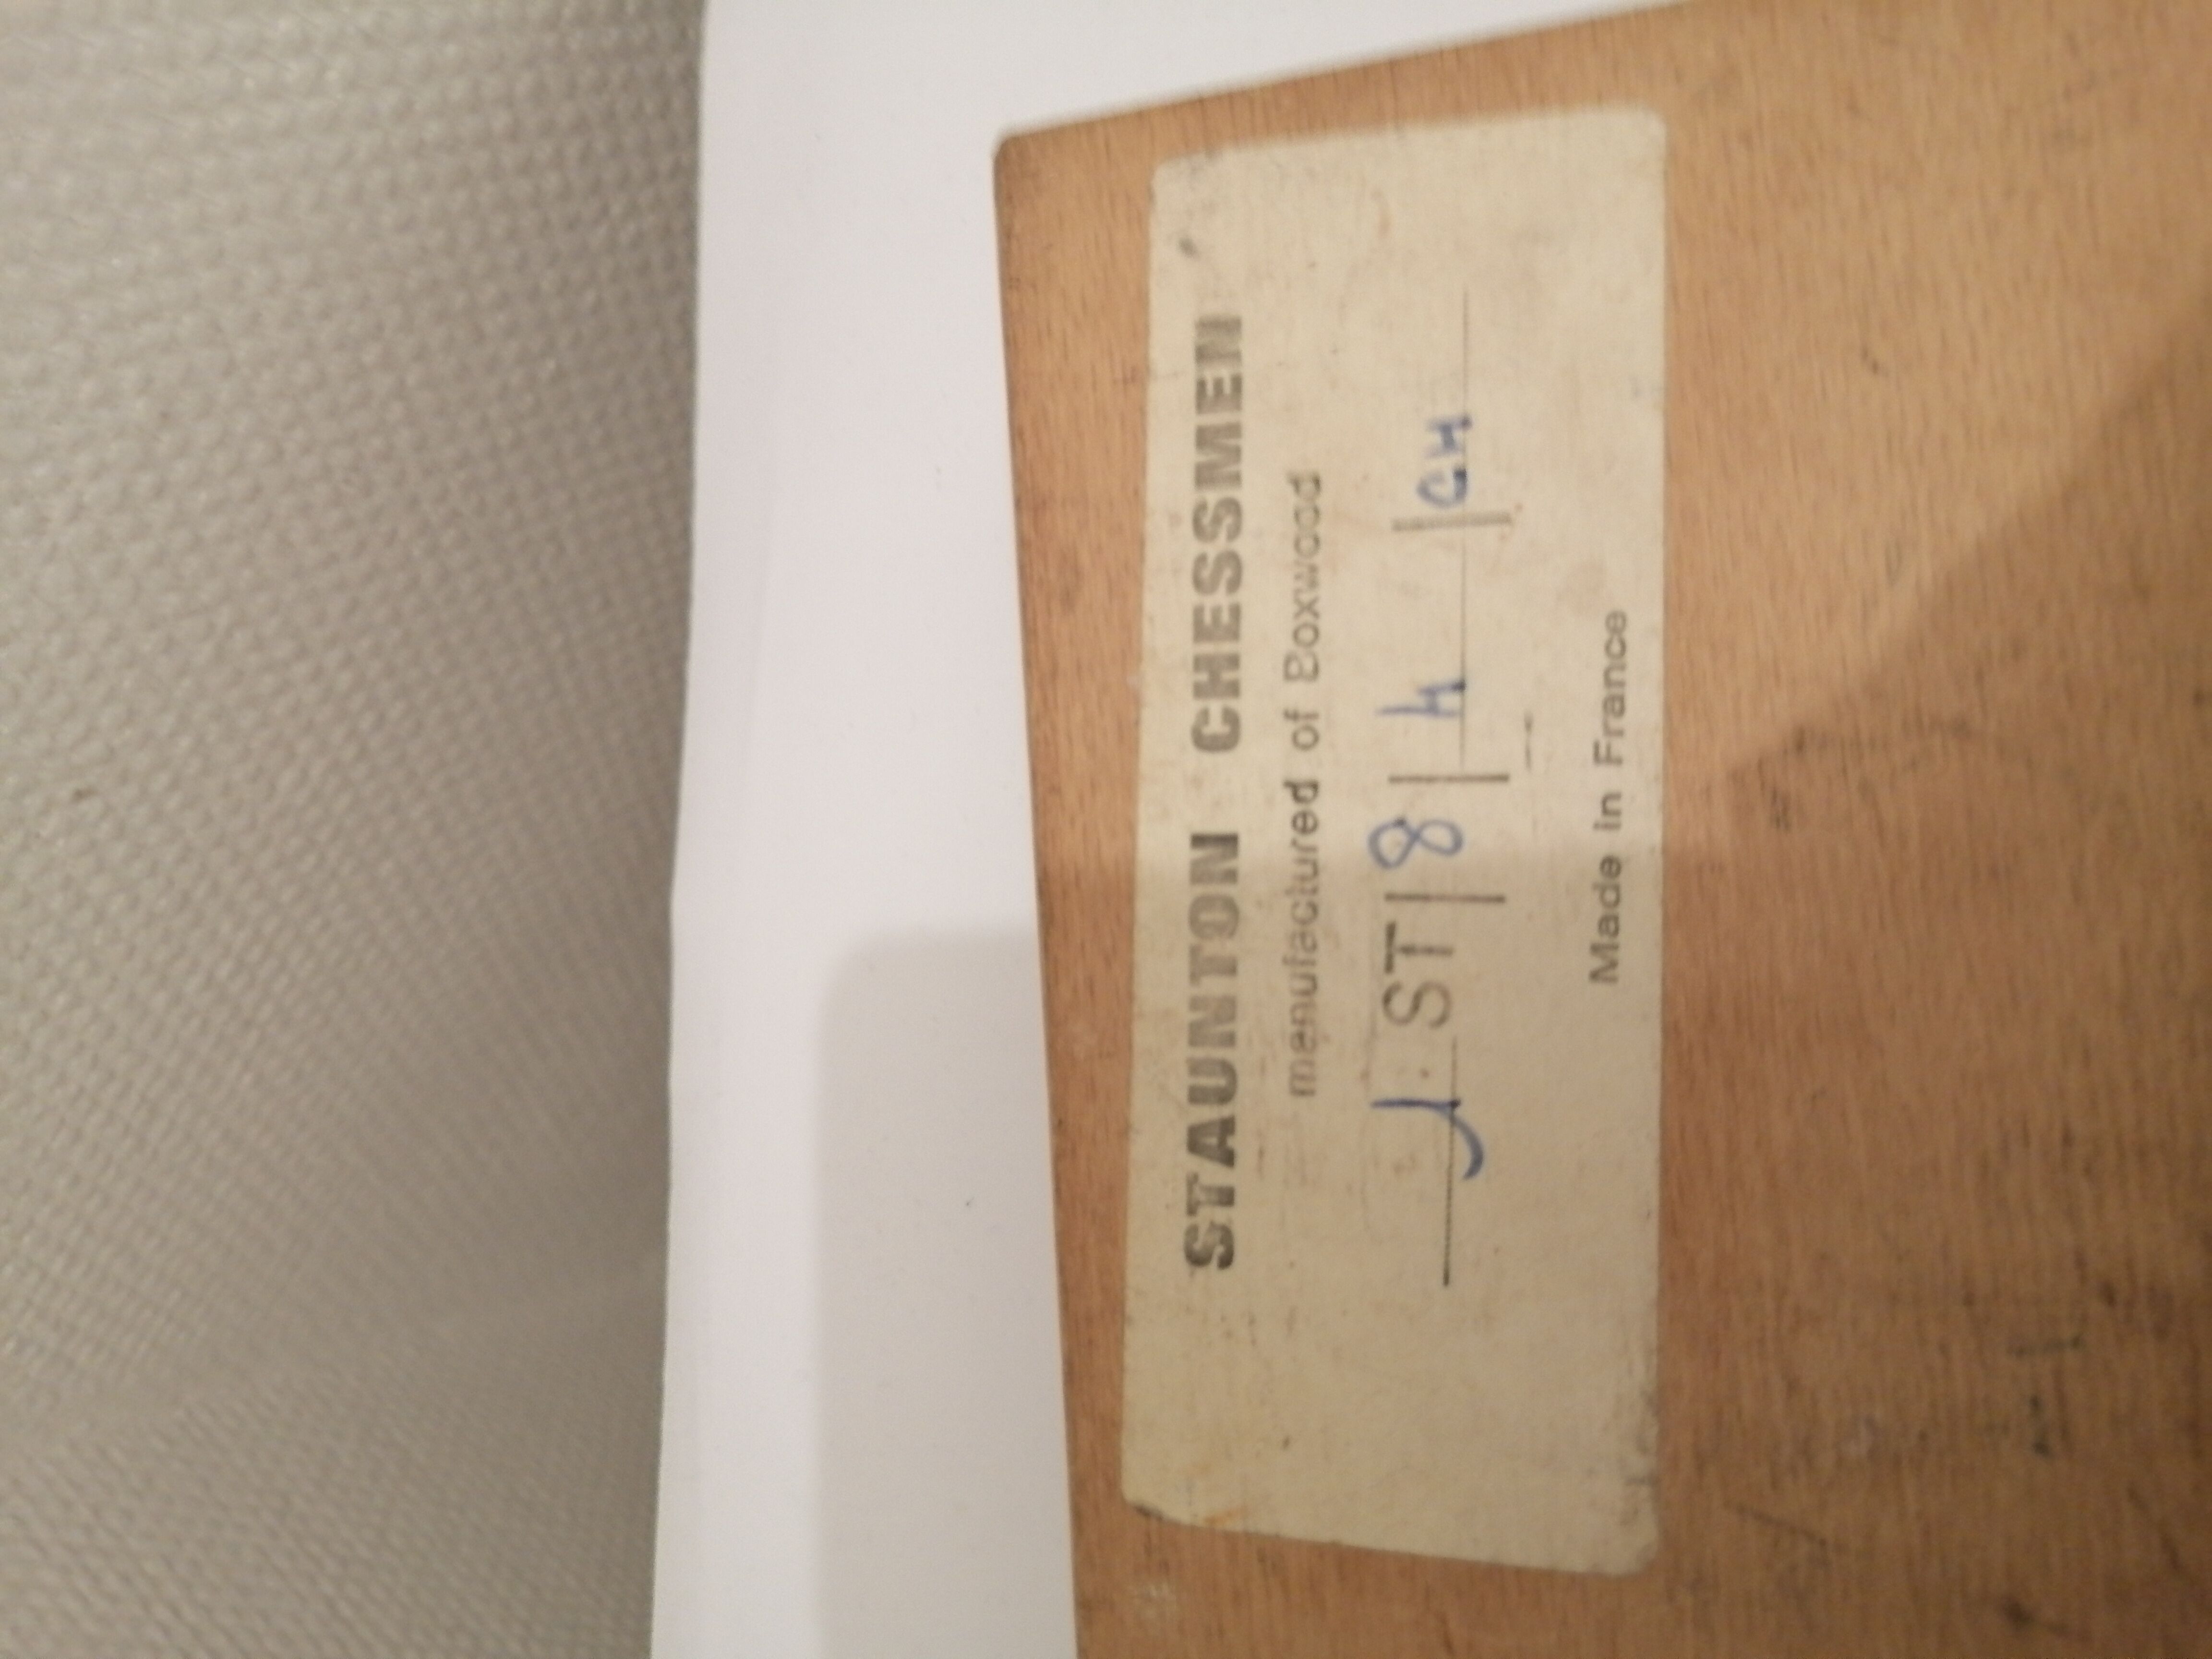 STAUNTON CHESSMEN
manufactured of Boxwood
J ST | 8 | 4 | CM
Made in France